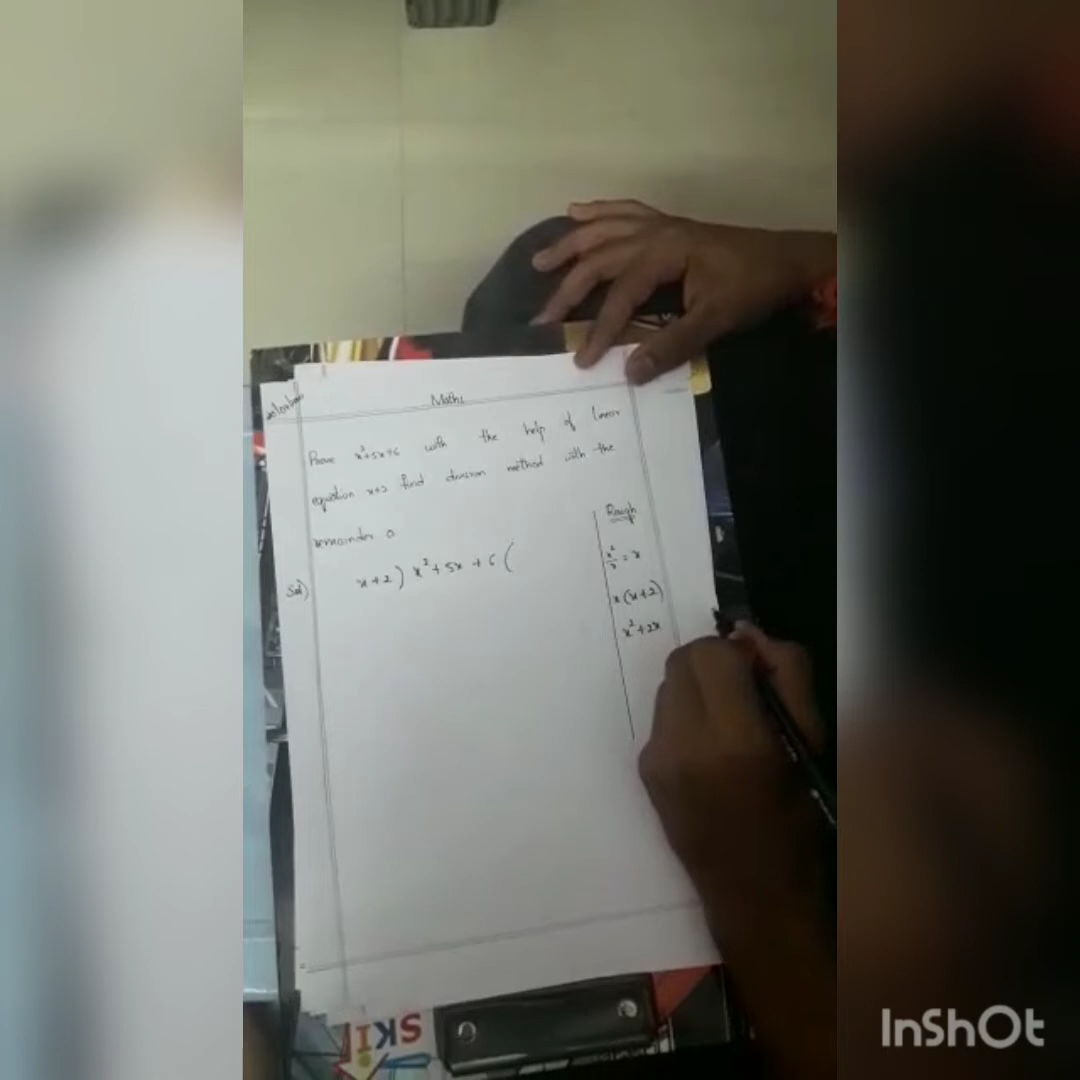 Maths
Prove x²+5x+6 with the help of linear
equation x+2 find division method with the
remainder 0
Rough
Sol) x+2) x²+5x+6(
x²/x = x
x(x+2)
x²+2x
SKI
InShOt